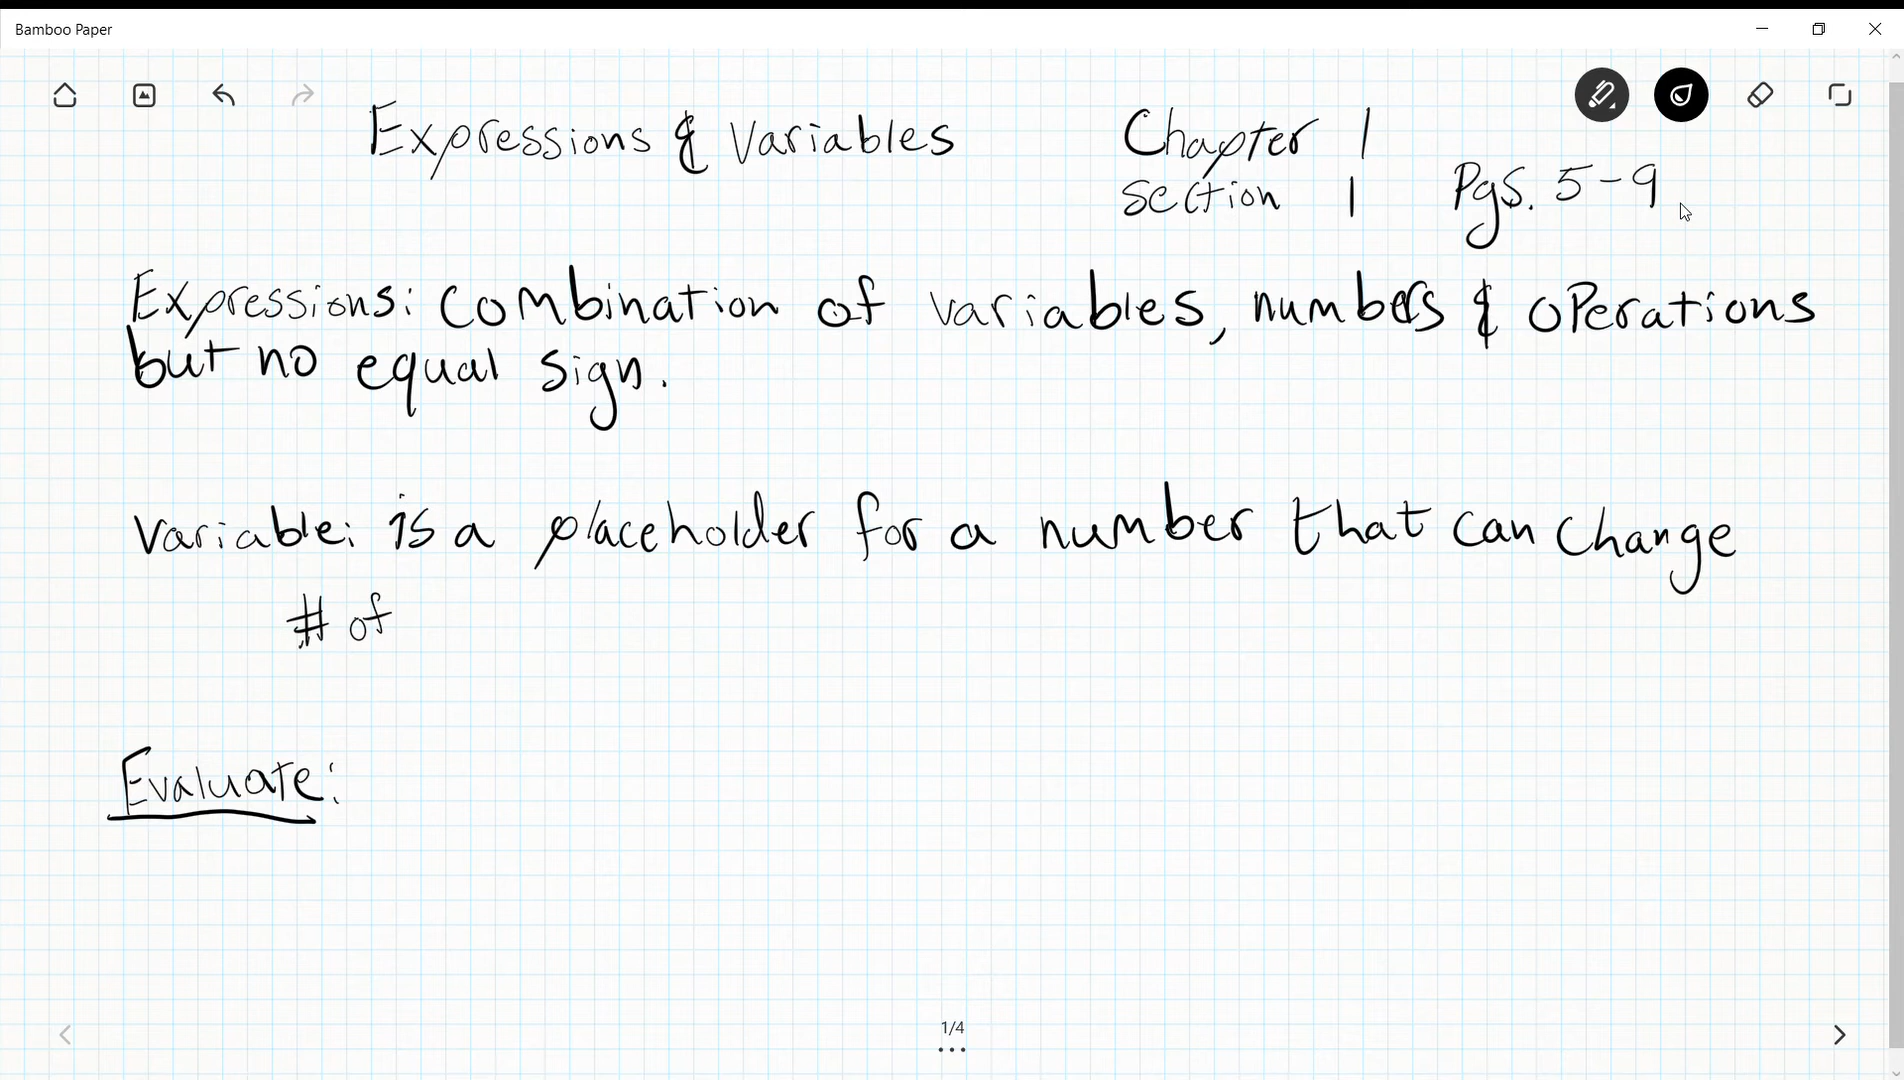 Bamboo Paper
Expressions & Variables
Chapter 1
section 1 Pgs. 5-9
Expressions: combination of variables, numbers & operations
but no equal sign.
Variable: is a placeholder for a number that can change
# of
Evaluate:
1/4